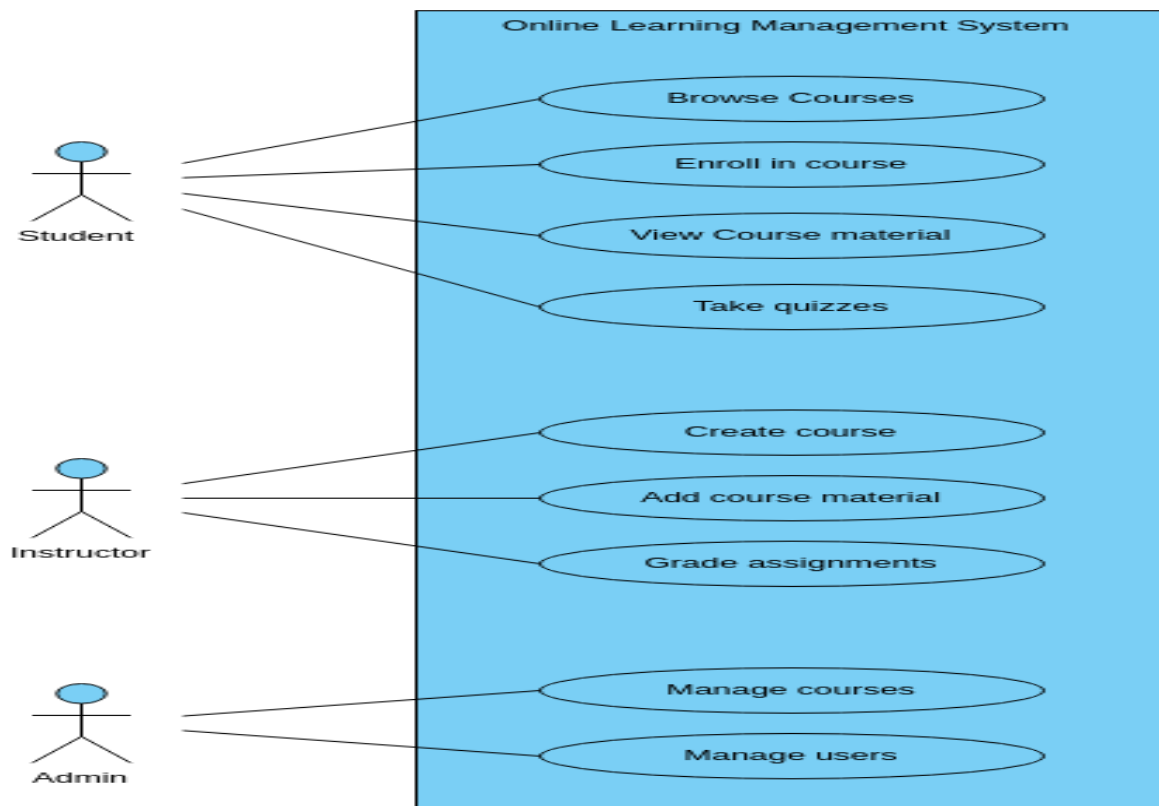 Online Learning Management System
Browse Courses
Enroll in course
View Course material
Take quizzes
Student
Create course
Add course material
Grade assignments
Instructor
Manage courses
Manage users
Admin